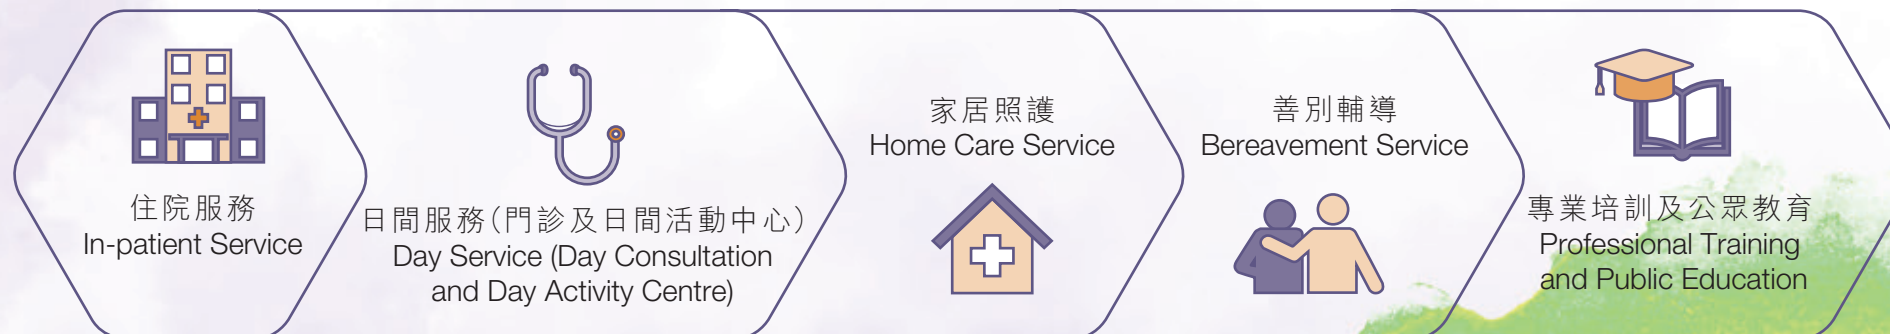 住院服務
In-patient Service
日間服務(門診及日間活動中心)
Day Service (Day Consultation
and Day Activity Centre)
家居照護
Home Care Service
善別輔導
Bereavement Service
專業培訓及公眾教育
Professional Training
and Public Education